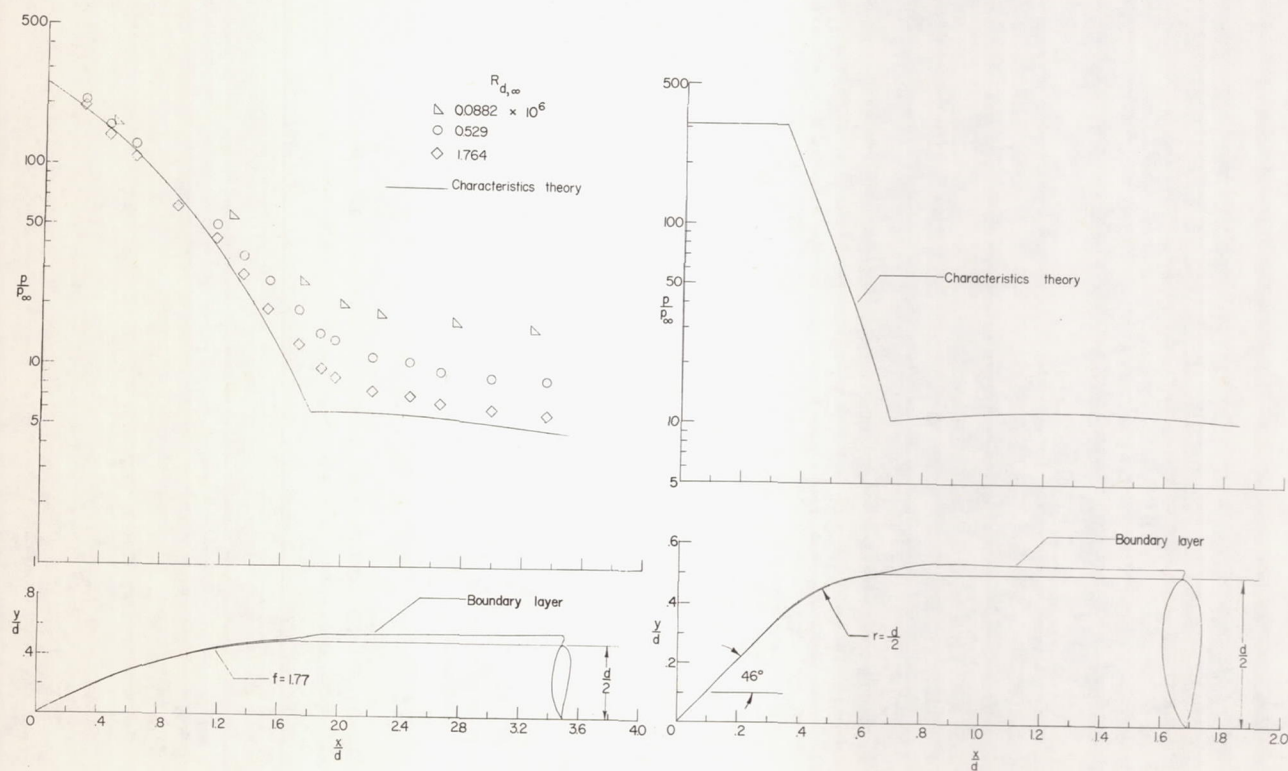 500
100
50
10
5
1
p/p∞
R d,∞
0.0882 × 10⁶
0.529
1.764
Characteristics theory
.8
.4
0
y/d
Boundary layer
f=1.77
d/2
0 .4 .8 1.2 1.6 2.0 2.4 2.8 3.2 3.6 4.0
x/d
500
100
50
10
5
p/p∞
Characteristics theory
.6
.4
.2
0
y/d
Boundary layer
r=d/2
46°
d/2
0 .2 .4 .6 .8 1.0 1.2 1.4 1.6 1.8 2.0
x/d